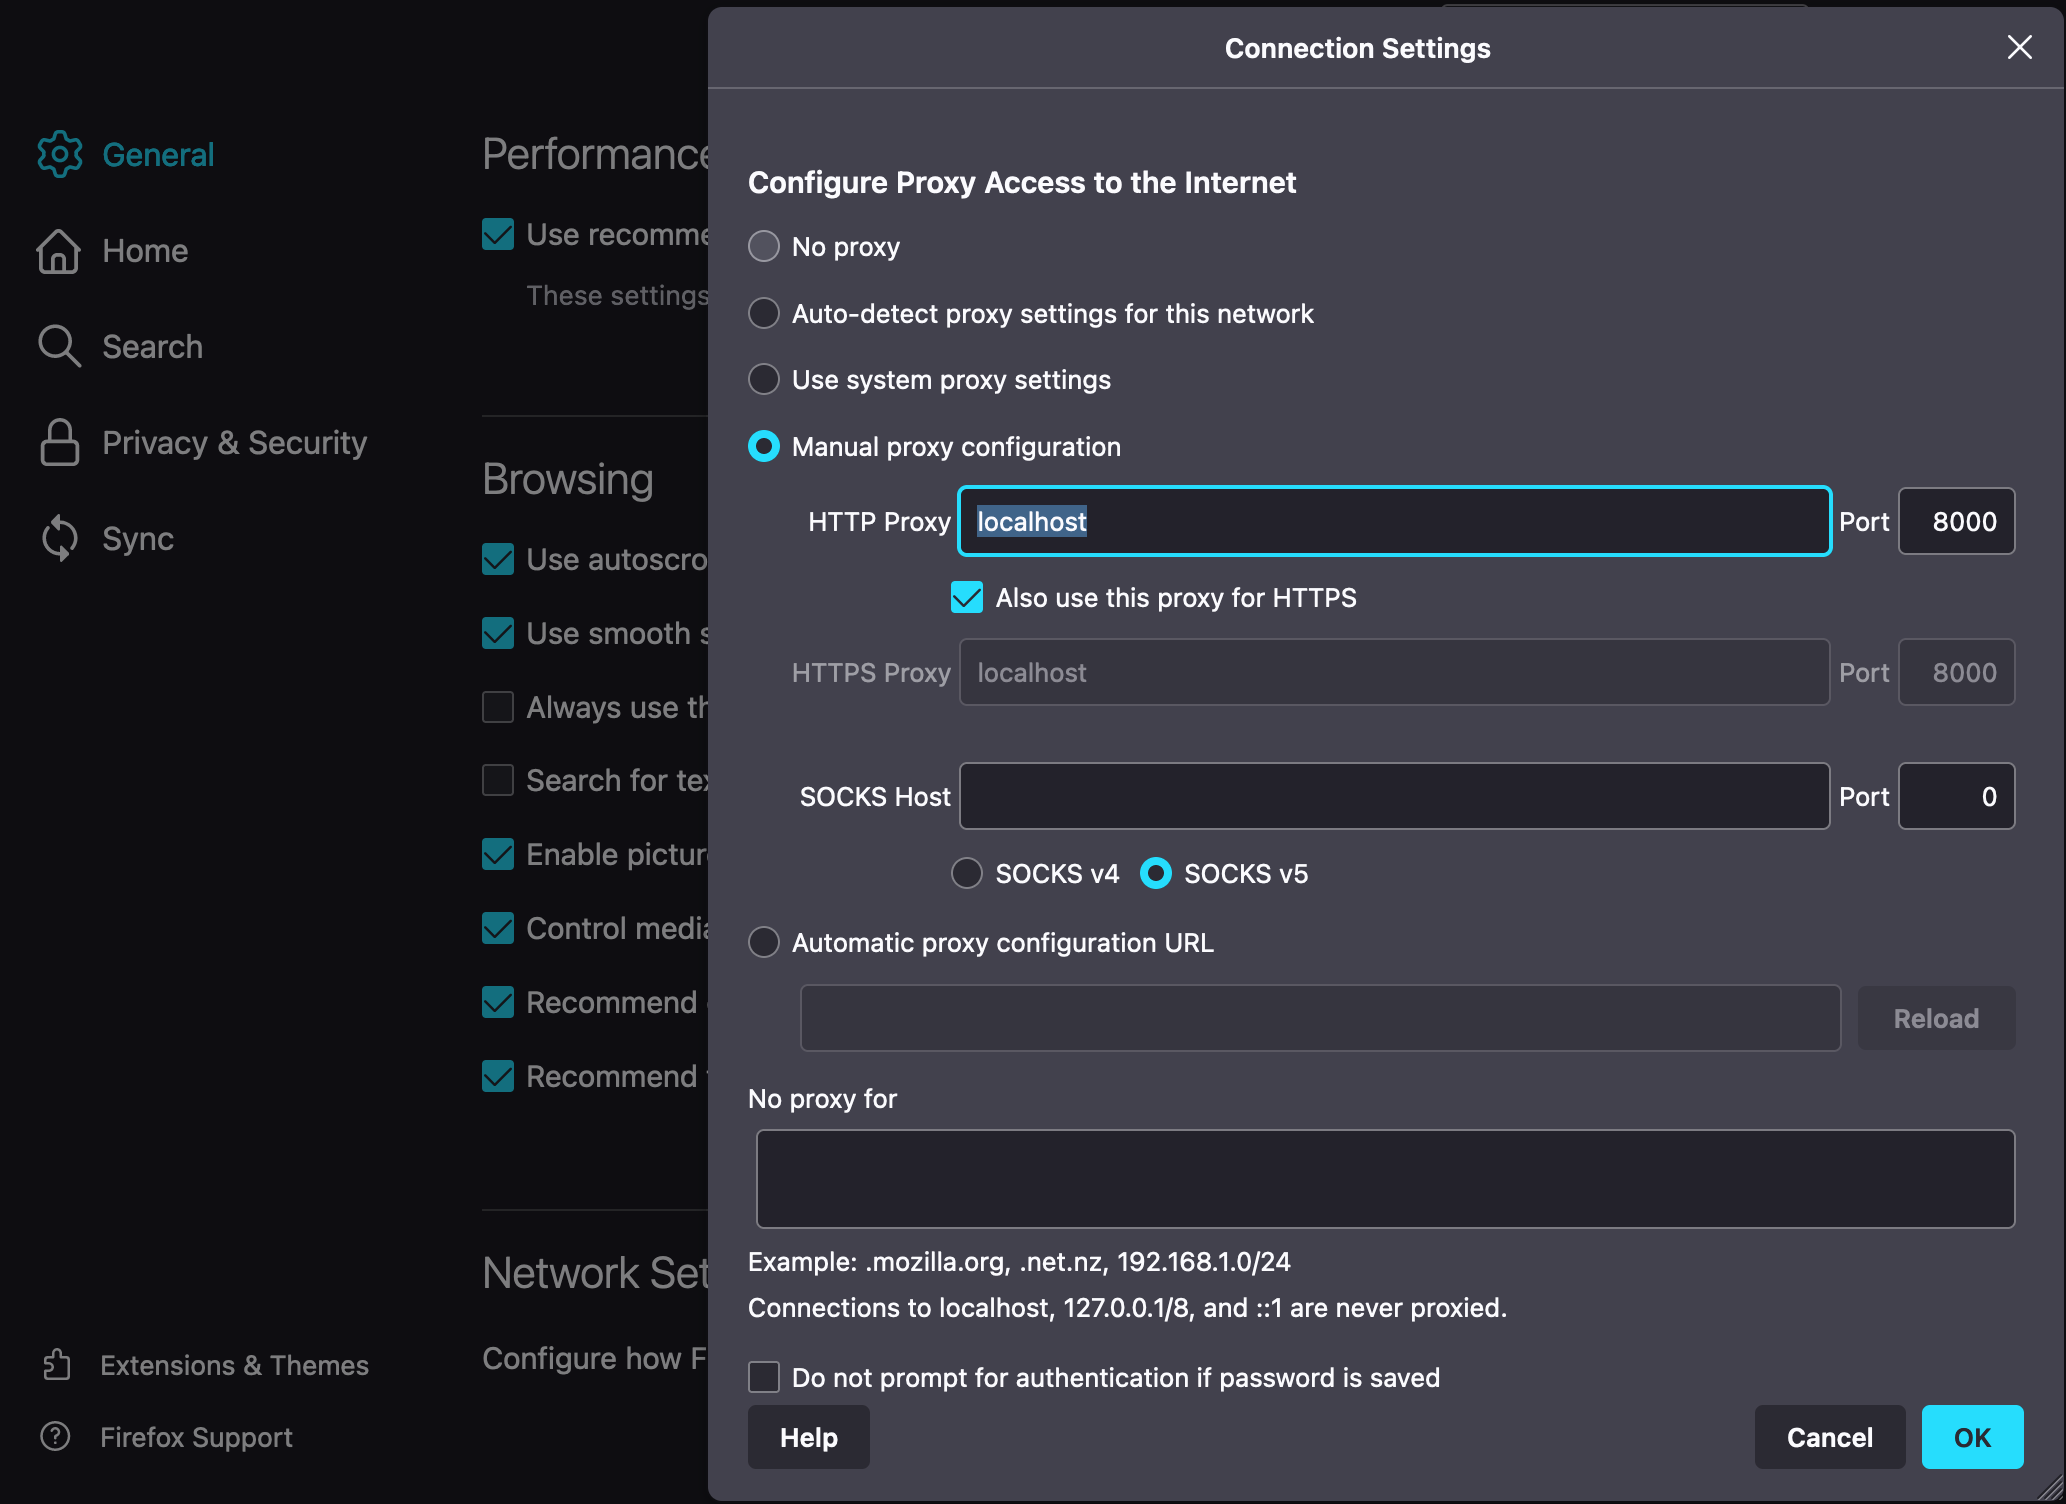 Connection Settings
General
Home
Search
Privacy & Security
Sync
Extensions & Themes
Firefox Support
Performance
Use recomme
These settings
Browsing
Use autoscro
Use smooth s
Always use th
Search for tex
Enable picture
Control media
Recommend
Recommend
Network Set
Configure how F
Configure Proxy Access to the Internet
No proxy
Auto-detect proxy settings for this network
Use system proxy settings
Manual proxy configuration
HTTP Proxy localhost Port 8000
Also use this proxy for HTTPS
HTTPS Proxy localhost Port 8000
SOCKS Host Port 0
SOCKS v4 SOCKS v5
Automatic proxy configuration URL
Reload
No proxy for
Example: .mozilla.org, .net.nz, 192.168.1.0/24
Connections to localhost, 127.0.0.1/8, and ::1 are never proxied.
Do not prompt for authentication if password is saved
Help Cancel OK